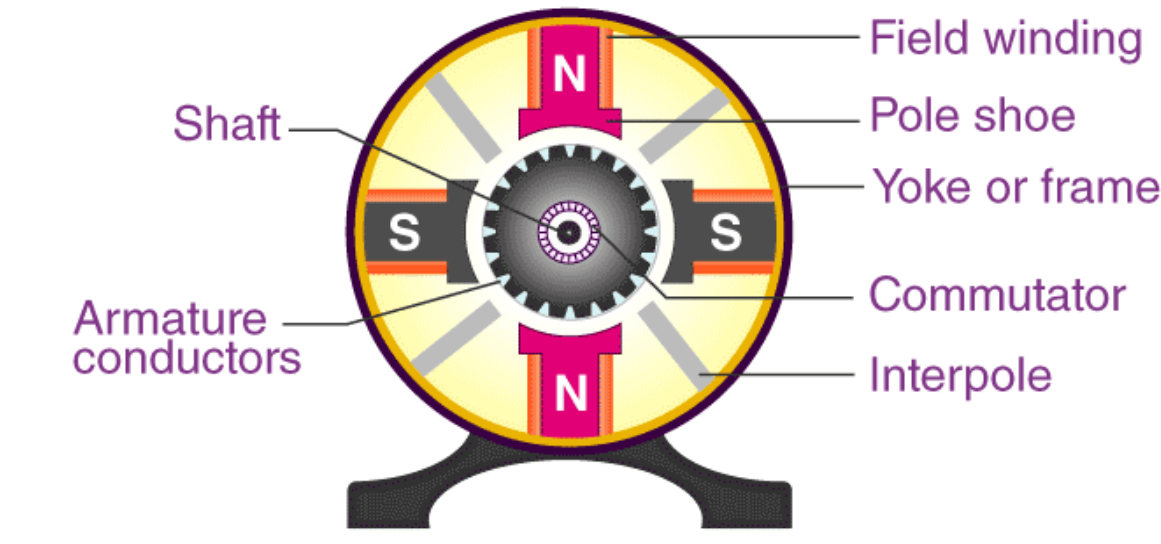 Field winding
N
Pole shoe
Shaft
Yoke or frame
S
S
Commutator
Armature
conductors
Interpole
N